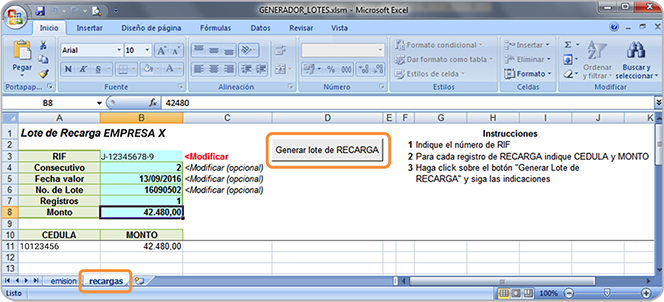 GENERADOR_LOTES.xlsm - Microsoft Excel
Inicio Insertar Diseño de página Fórmulas Datos Revisar Vista
Pegar
Arial 10
N K S
General
% 000
Formato condicional
Dar formato como tabla
Estilos de celda
Insertar
Eliminar
Formato
Ordenar y filtrar
Buscar y seleccionar
Portapap... Fuente Alineación Número Estilos Celdas Modificar
B8 fx 42480
A B C D E F G H I J K
1 Lote de Recarga EMPRESA X Instrucciones
2 1 Indique el número de RIF
3 RIF J-12345678-9 <Modificar Generar lote de RECARGA 2 Para cada registro de RECARGA indique CEDULA y MONTO
4 Consecutivo 2 <Modificar (opcional) 3 Haga click sobre el botón "Generar Lote de
5 Fecha valor 13/09/2016 <Modificar (opcional) RECARGA" y siga las indicaciones
6 No. de Lote 16090502 <Modificar (opcional)
7 Registros 1
8 Monto 42.480,00
9
10 CEDULA MONTO
11 10123456 42.480,00
12
13
emision recargas
Listo 100%